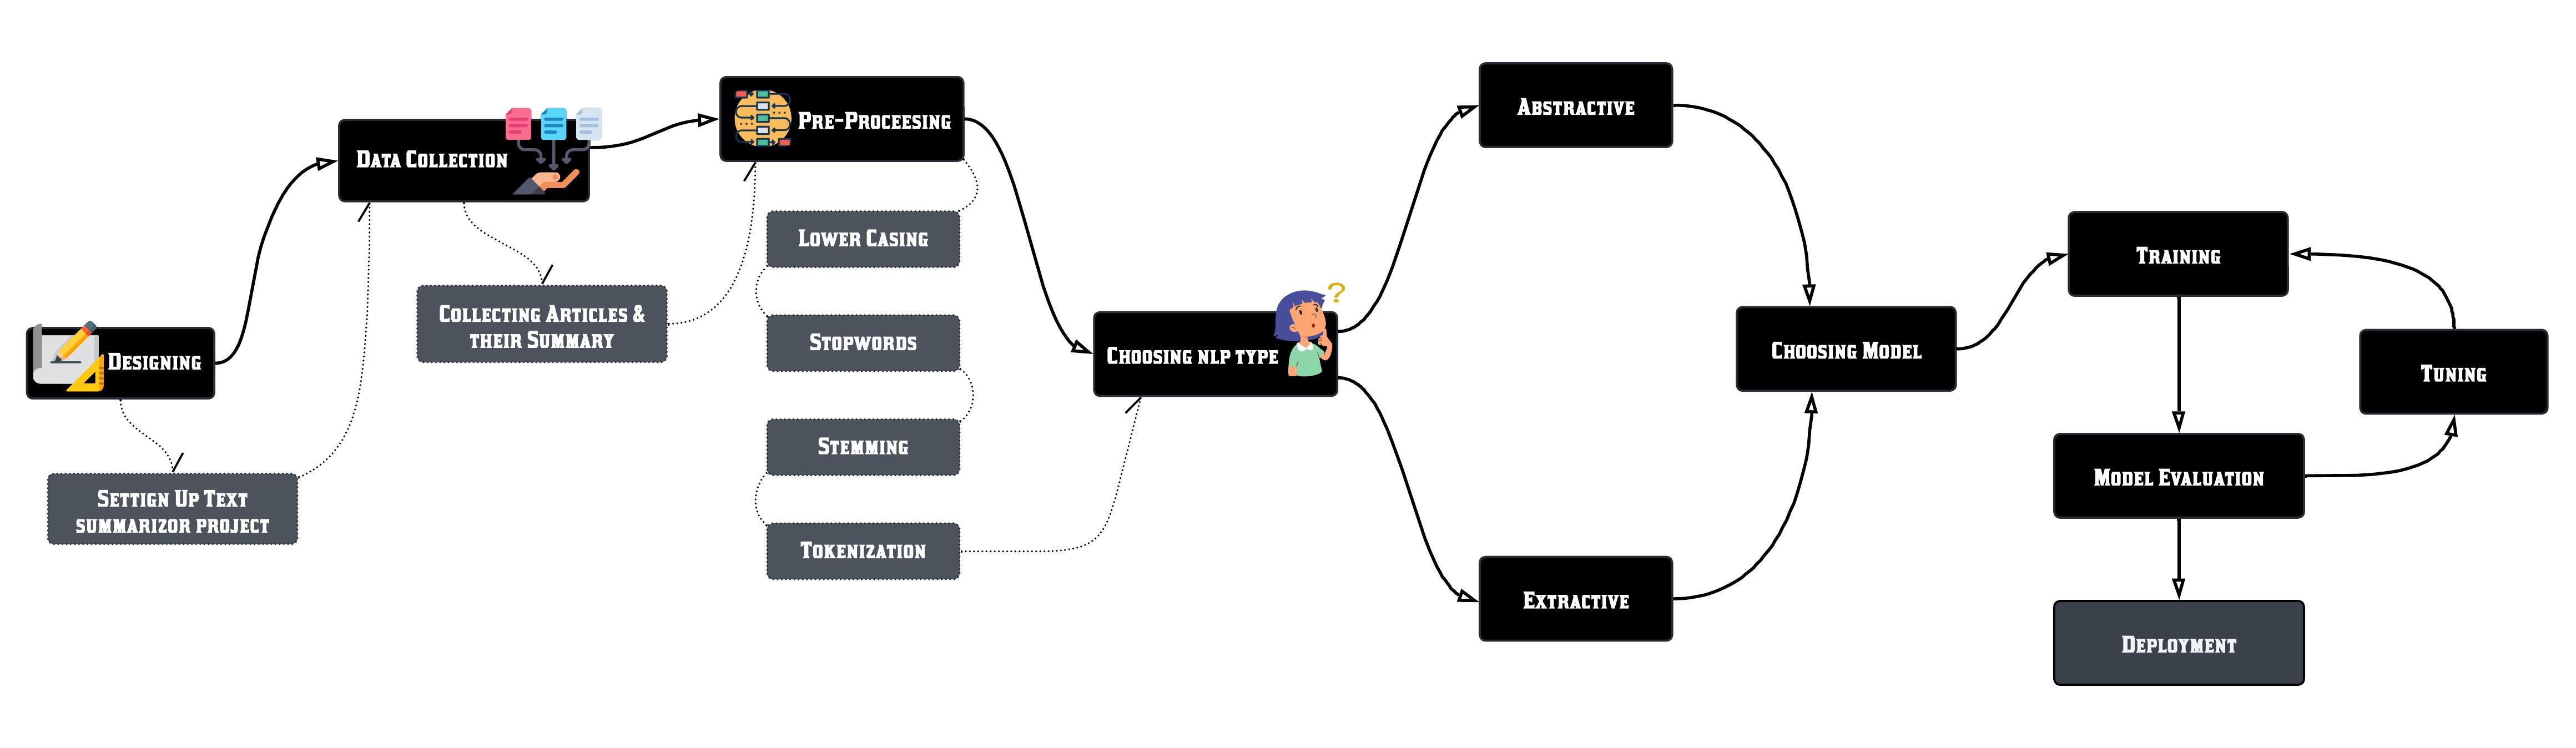 Designing
Settign Up Text
summarizor project
Data Collection
Collecting Articles &
their Summary
Pre-Proceesing
Lower Casing
Stopwords
Stemming
Tokenization
Choosing nlp type
?
Abstractive
Extractive
Choosing Model
Training
Tuning
Model Evaluation
Deployment